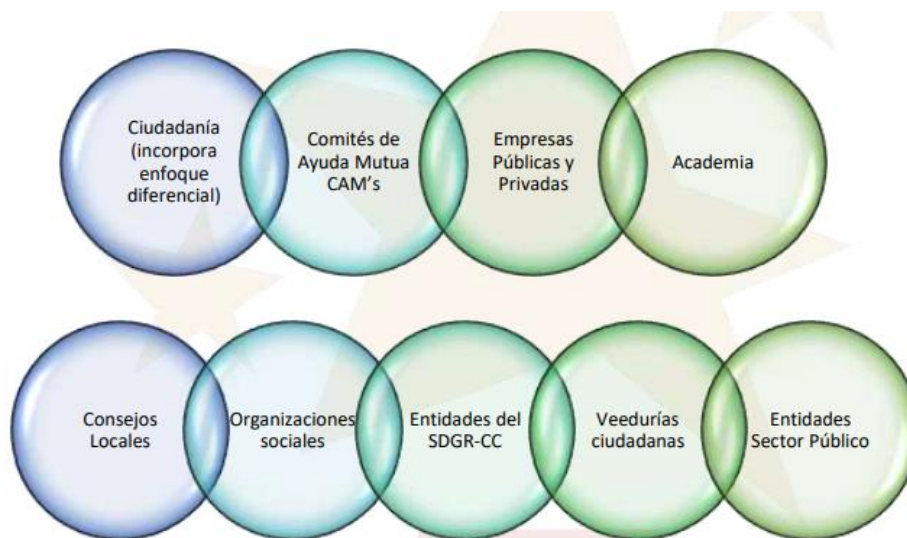 Ciudadanía
(incorpora
enfoque
diferencial)
Comités de
Ayuda Mutua
CAM’s
Empresas
Públicas y
Privadas
Academia
Consejos
Locales
Organizaciones
sociales
Entidades del
SDGR-CC
Veedurías
ciudadanas
Entidades
Sector Público